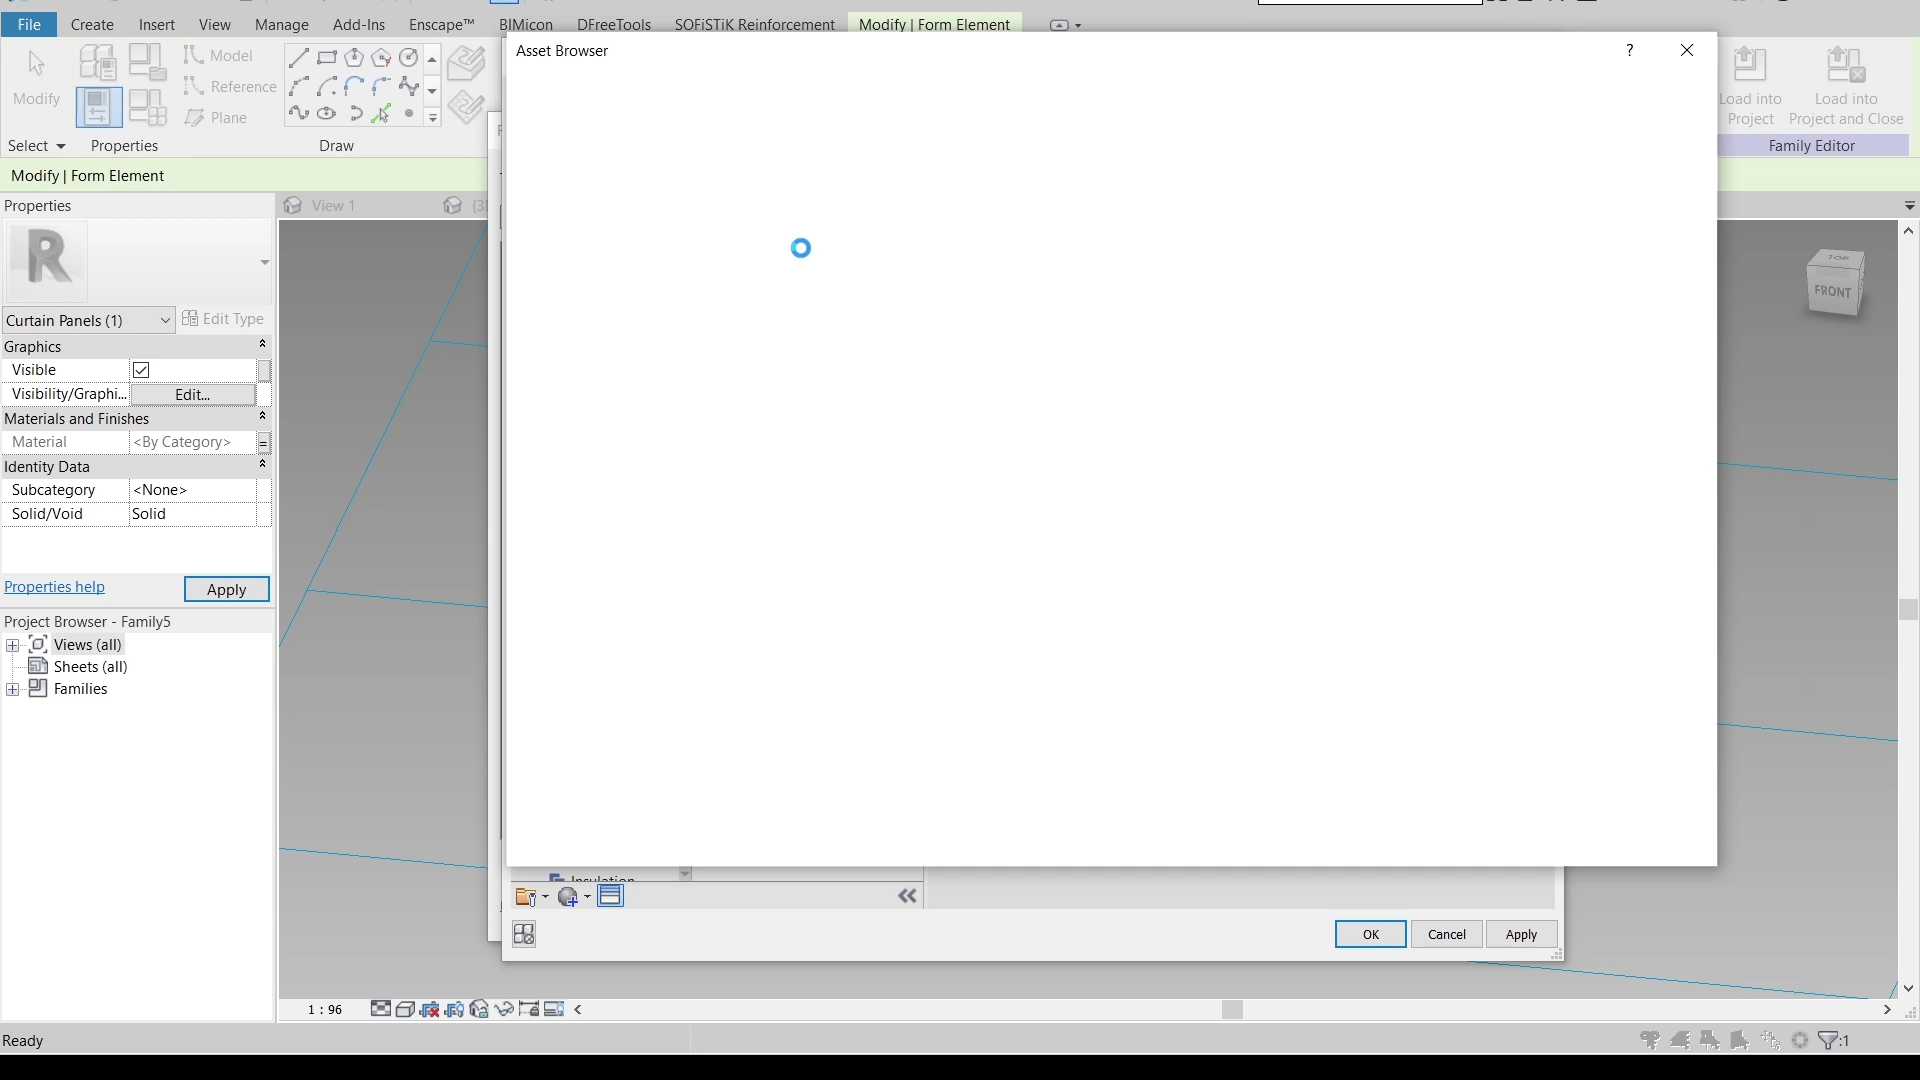 File Create Insert View Manage Add-Ins Enscape™ BIMicon DFreeTools SOFiSTiK Reinforcement Modify | Form Element
Asset Browser ?
Modify
Model
Reference
Plane
Load into
Project
Load into
Project and Close
Select Properties Draw Family Editor
Modify | Form Element
Properties
View 1
R
TOP
FRONT
Curtain Panels (1) Edit Type
Graphics
Visible
Visibility/Graphi... Edit...
Materials and Finishes
Material <By Category> =
Identity Data
Subcategory <None>
Solid/Void Solid
Properties help Apply
Project Browser - Family5
Views (all)
Sheets (all)
Families
Insulation
OK Cancel Apply
1 : 96
Ready
:1